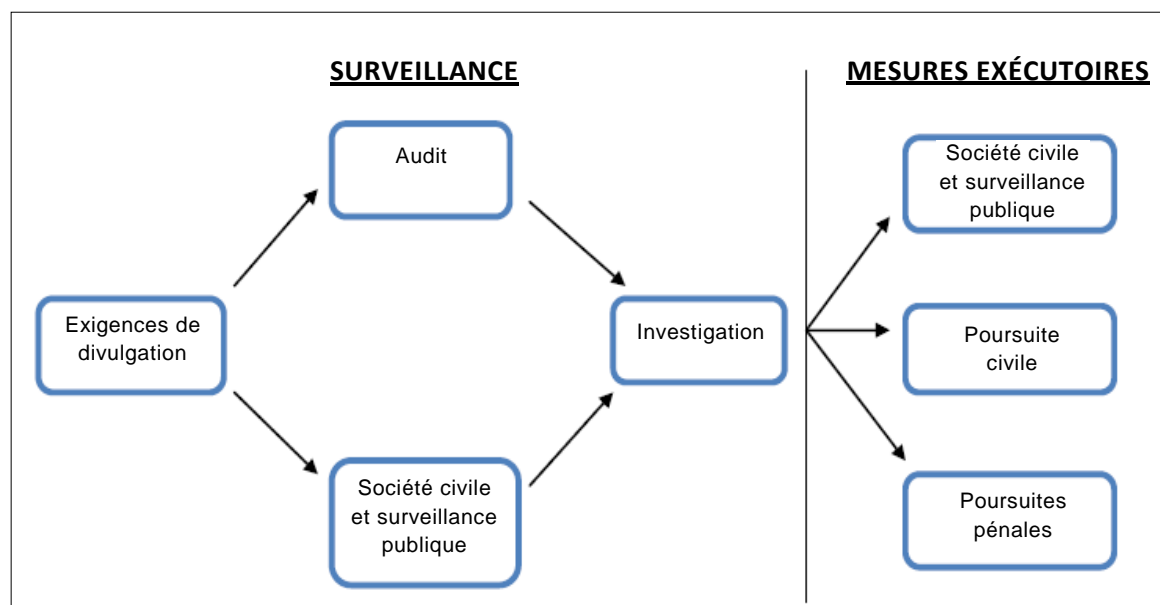 SURVEILLANCE
MESURES EXÉCUTOIRES
Audit
Société civile
et surveillance
publique
Exigences de
divulgation
Investigation
Poursuite
civile
Société civile
et surveillance
publique
Poursuites
pénales